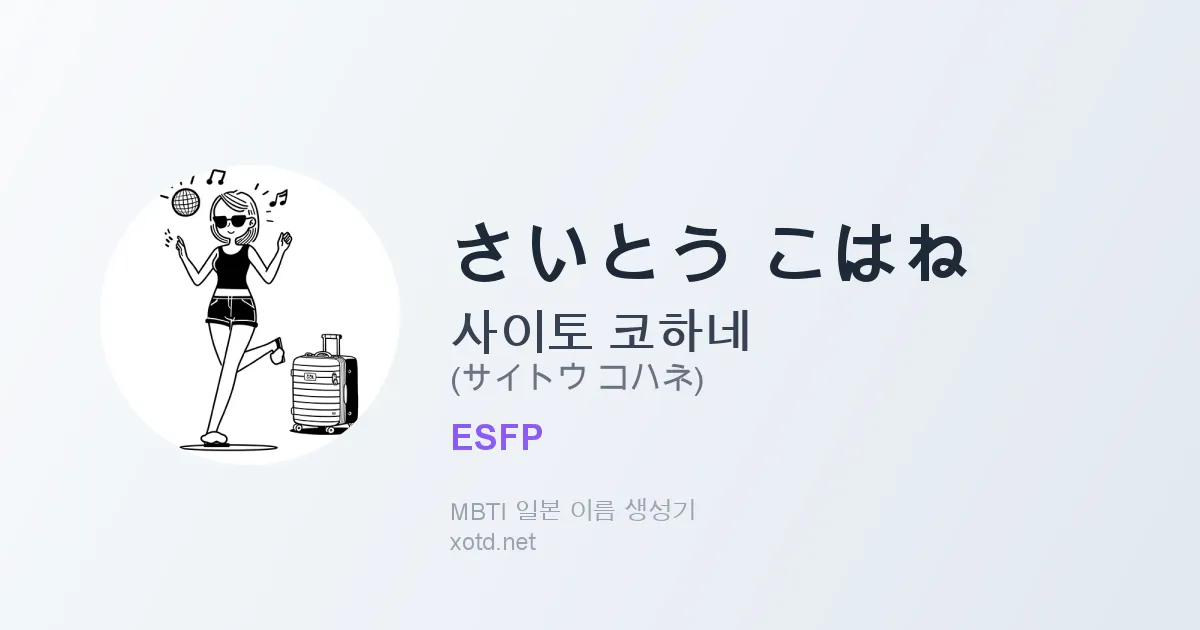 さいとう こはね
사이토 코하네
(サイトウ コハネ)
ESFP
MBTI 일본 이름 생성기
xotd.net